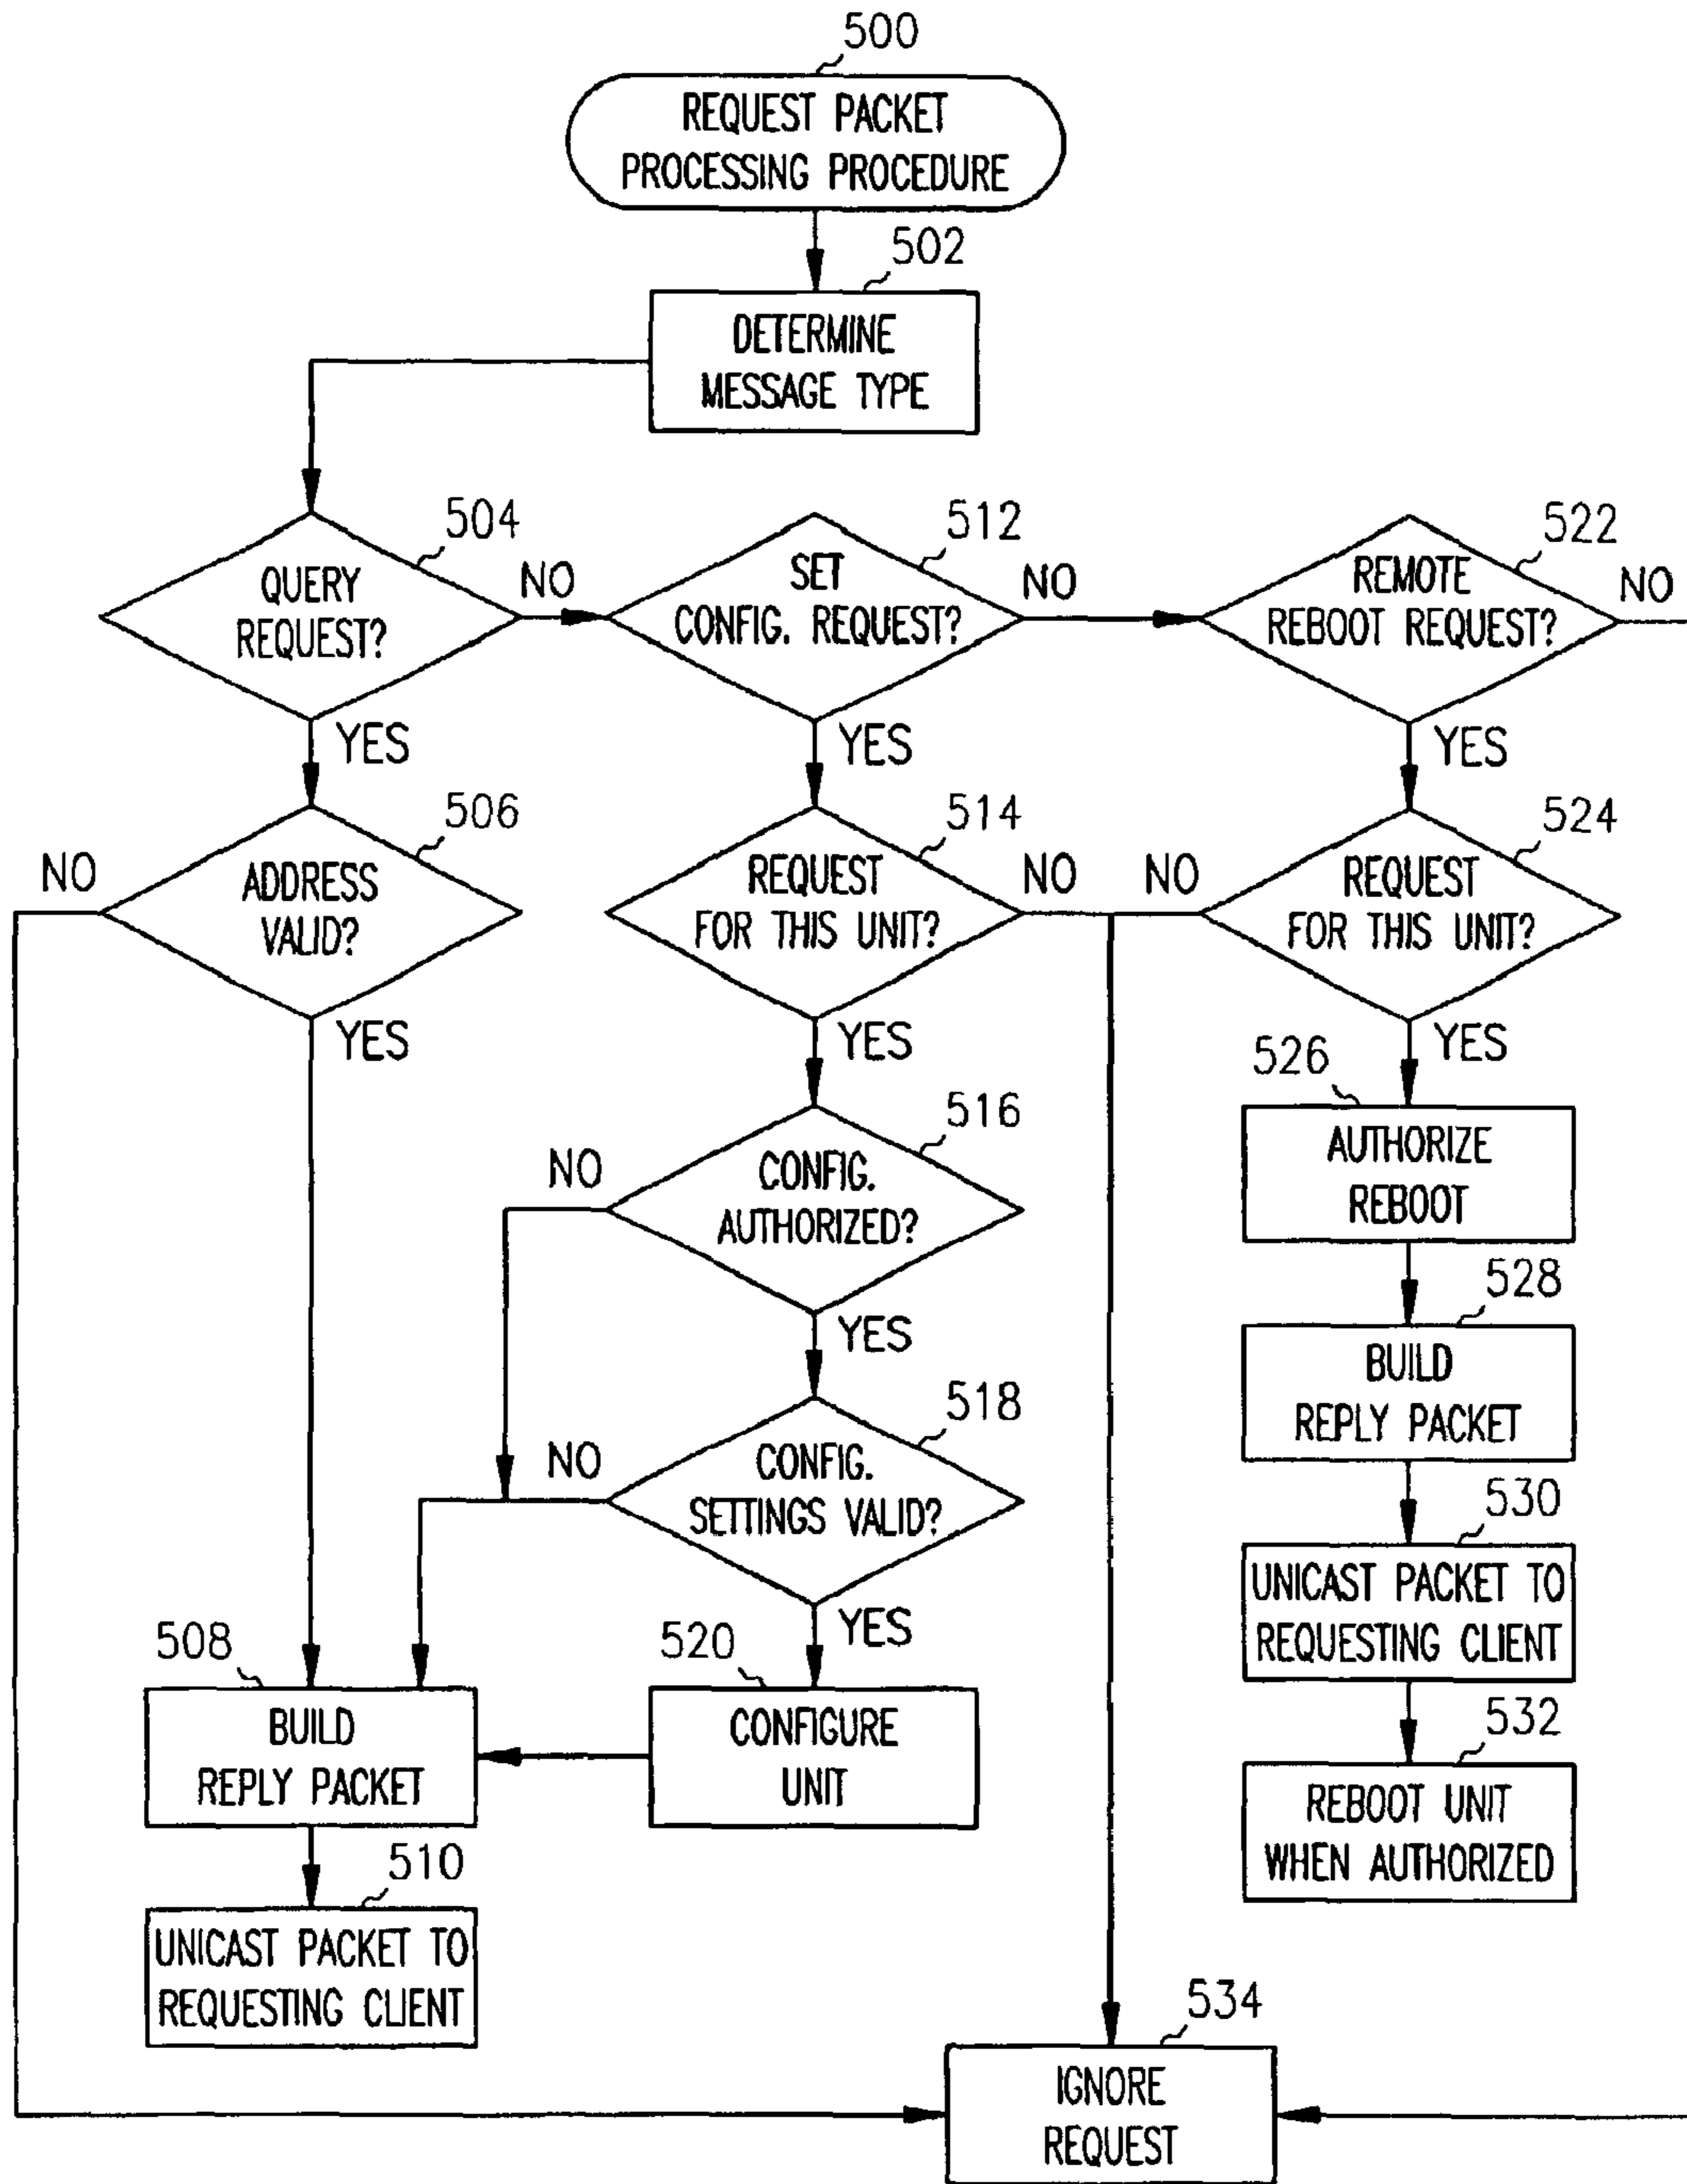 500
REQUEST PACKET
PROCESSING PROCEDURE
502
DETERMINE
MESSAGE TYPE
504
QUERY
REQUEST?
NO
YES
512
SET
CONFIG. REQUEST?
NO
YES
522
REMOTE
REBOOT REQUEST?
NO
YES
506
ADDRESS
VALID?
NO
YES
514
REQUEST
FOR THIS UNIT?
NO
YES
524
REQUEST
FOR THIS UNIT?
NO
YES
516
CONFIG.
AUTHORIZED?
NO
YES
526
AUTHORIZE
REBOOT
528
BUILD
REPLY PACKET
518
CONFIG.
SETTINGS VALID?
NO
YES
530
UNICAST PACKET TO
REQUESTING CLIENT
508
BUILD
REPLY PACKET
520
CONFIGURE
UNIT
532
REBOOT UNIT
WHEN AUTHORIZED
510
UNICAST PACKET TO
REQUESTING CLIENT
534
IGNORE
REQUEST